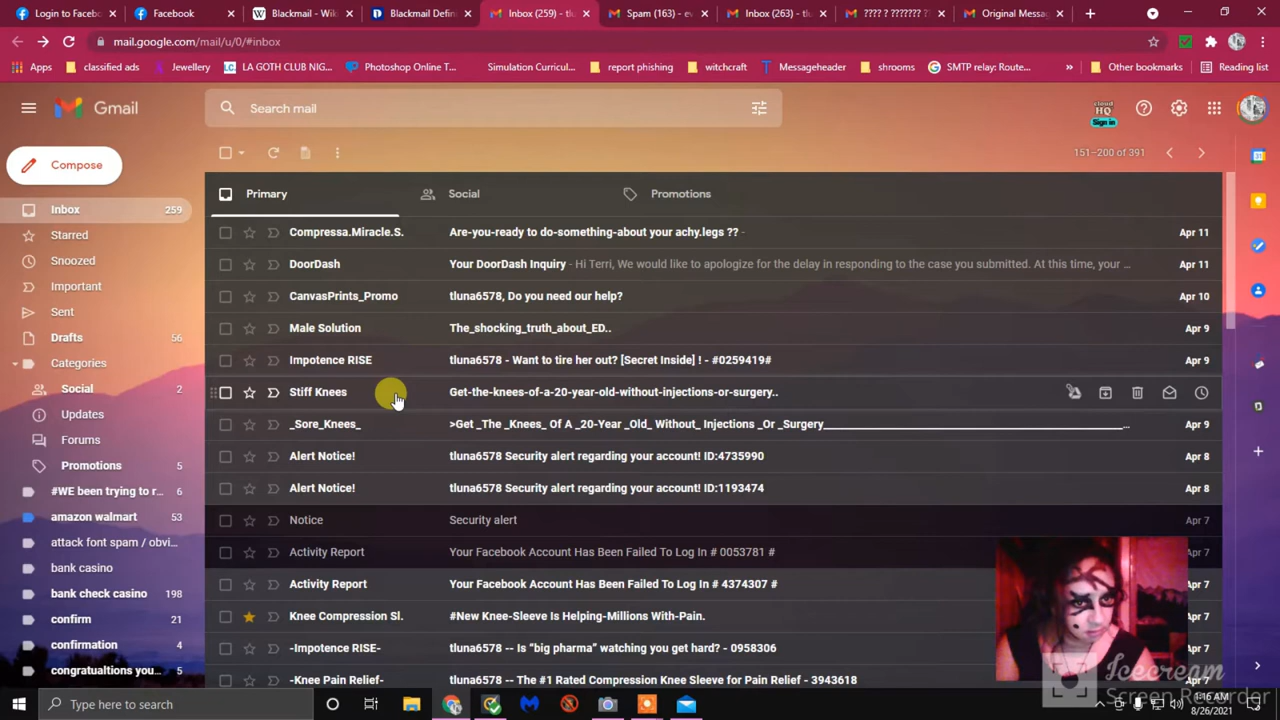 Login to Faceb
Facebook
Blackmail - Wiki
Blackmail Defini
Inbox (259) - tlu
Spam (163) - ev
Inbox (263) - tlu
???? ? ??????? ??
Original Messag
mail.google.com/mail/u/0/#inbox
Apps
classified ads
Jewellery
LA GOTH CLUB NIG...
Photoshop Online T...
Simulation Curricul...
report phishing
witchcraft
Messageheader
shrooms
SMTP relay: Route...
»
Other bookmarks
Reading list
Gmail
Search mail
cloud
HQ
Sign in
Compose
151–200 of 391
Inbox 259
Starred
Snoozed
Important
Sent
Drafts 56
Categories
Social 2
Updates
Forums
Promotions 5
#WE been trying to r... 6
amazon walmart 53
attack font spam / obvi...
bank casino
bank check casino 198
confirm 21
confirmation 4
congratualtions you... 5
Primary
Social
Promotions
Compressa.Miracle.S. Are-you-ready to do-something-about your achy.legs ?? - Apr 11
DoorDash Your DoorDash Inquiry - Hi Terri, We would like to apologize for the delay in responding to the case you submitted. At this time, your ... Apr 11
CanvasPrints_Promo tluna6578, Do you need our help? Apr 10
Male Solution The_shocking_truth_about_ED.. Apr 9
Impotence RISE tluna6578 - Want to tire her out? [Secret Inside] ! - #0259419# Apr 9
Stiff Knees Get-the-knees-of-a-20-year-old-without-injections-or-surgery..
_Sore_Knees_ >Get _The _Knees_ Of A _20-Year _Old_ Without_ Injections _Or _Surgery____... Apr 9
Alert Notice! tluna6578 Security alert regarding your account! ID:4735990 Apr 8
Alert Notice! tluna6578 Security alert regarding your account! ID:1193474 Apr 8
Notice Security alert Apr 7
Activity Report Your Facebook Account Has Been Failed To Log In # 0053781 # Apr 7
Activity Report Your Facebook Account Has Been Failed To Log In # 4374307 # Apr 7
Knee Compression Sl. #New Knee-Sleeve Is Helping-Millions With-Pain. Apr 7
-Impotence RISE- tluna6578 -- Is “big pharma” watching you get hard? - 0958306 Apr 7
-Knee Pain Relief- tluna6578 -- The #1 Rated Compression Knee Sleeve for Pain Relief - 3943618 Apr 7
Icecream
Screen Recorder
Type here to search
1:16 AM
8/26/2021